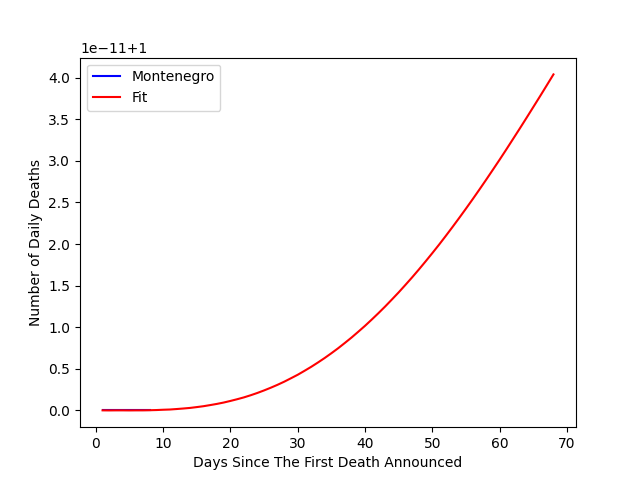 1e−11+1
Montenegro
Fit
4.0
3.5
3.0
2.5
2.0
1.5
1.0
0.5
0.0
Number of Daily Deaths
0 10 20 30 40 50 60 70
Days Since The First Death Announced